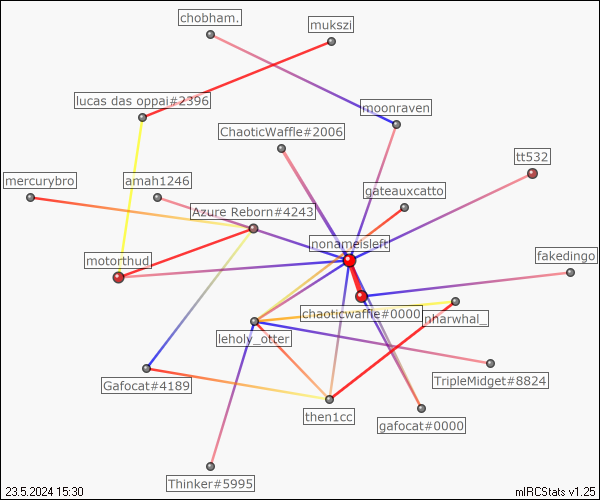 chobham.
mukszi
lucas das oppai#2396
moonraven
ChaoticWaffle#2006
tt532
mercurybro
amah1246
gateauxcatto
Azure Reborn#4243
nonameisleft
fakedingo
motorthud
chaoticwaffle#0000
nharwhal_
leholy_otter
Gafocat#4189
TripleMidget#8824
then1cc
gafocat#0000
Thinker#5995
23.5.2024 15:30
mIRCStats v1.25